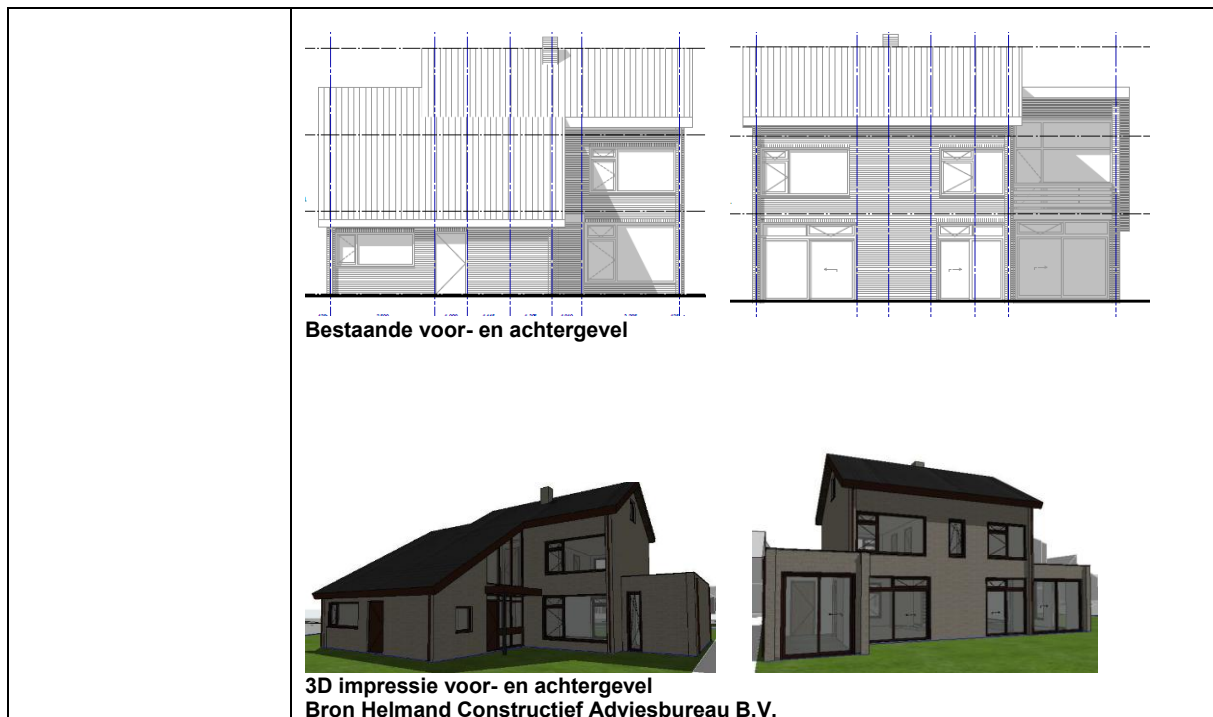 Bestaande voor- en achtergevel
3D impressie voor- en achtergevel
Bron Helmand Constructief Adviesbureau B.V.